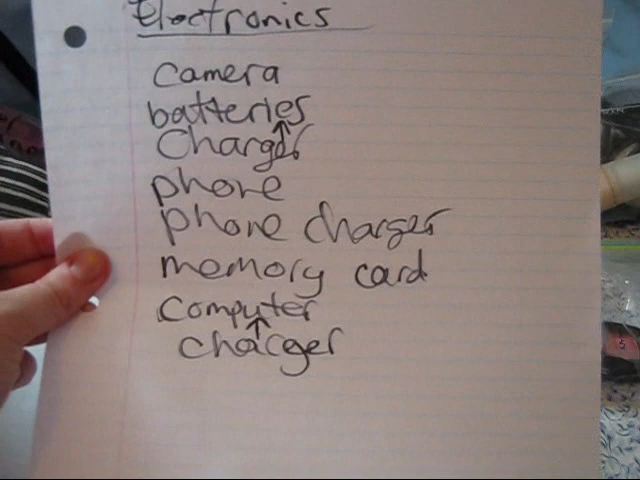 Electronics
Camera
batteries
Charger
phone
phone charger
memory card
Computer
charger